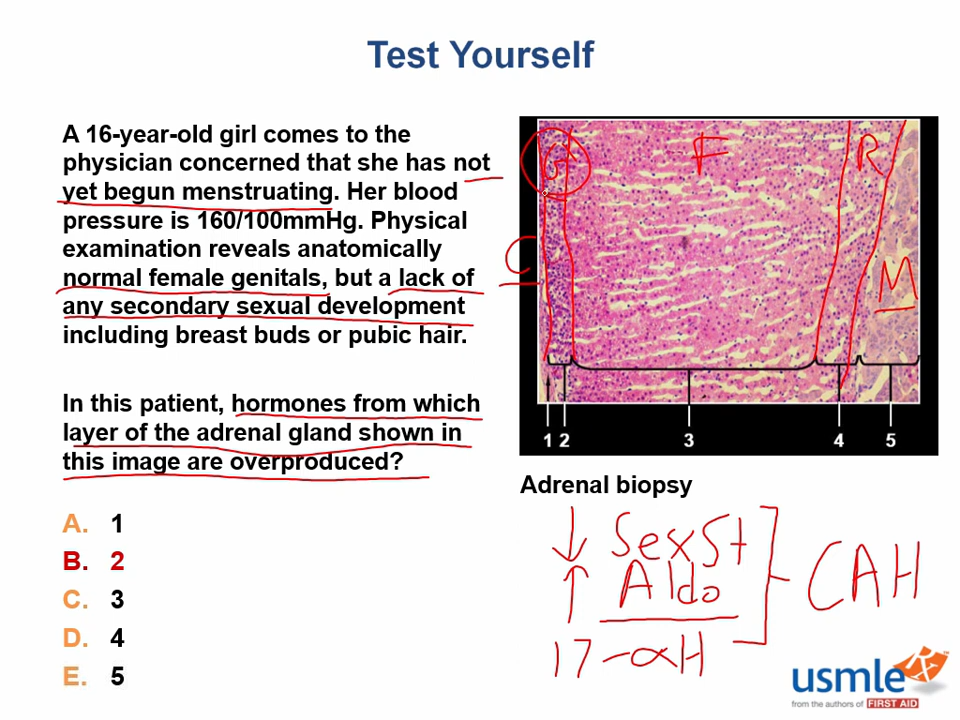 Test Yourself
A 16-year-old girl comes to the
physician concerned that she has not
yet begun menstruating. Her blood
pressure is 160/100mmHg. Physical
examination reveals anatomically
normal female genitals, but a lack of
any secondary sexual development
including breast buds or pubic hair.
In this patient, hormones from which
layer of the adrenal gland shown in
this image are overproduced?
A. 1
B. 2
C. 3
D. 4
E. 5
G F R
C
M
1 2 3 4 5
Adrenal biopsy
↓ Sex St
↑ Aldo
17-αH
CAH
usmle
from the authors of FIRST AID
Rx